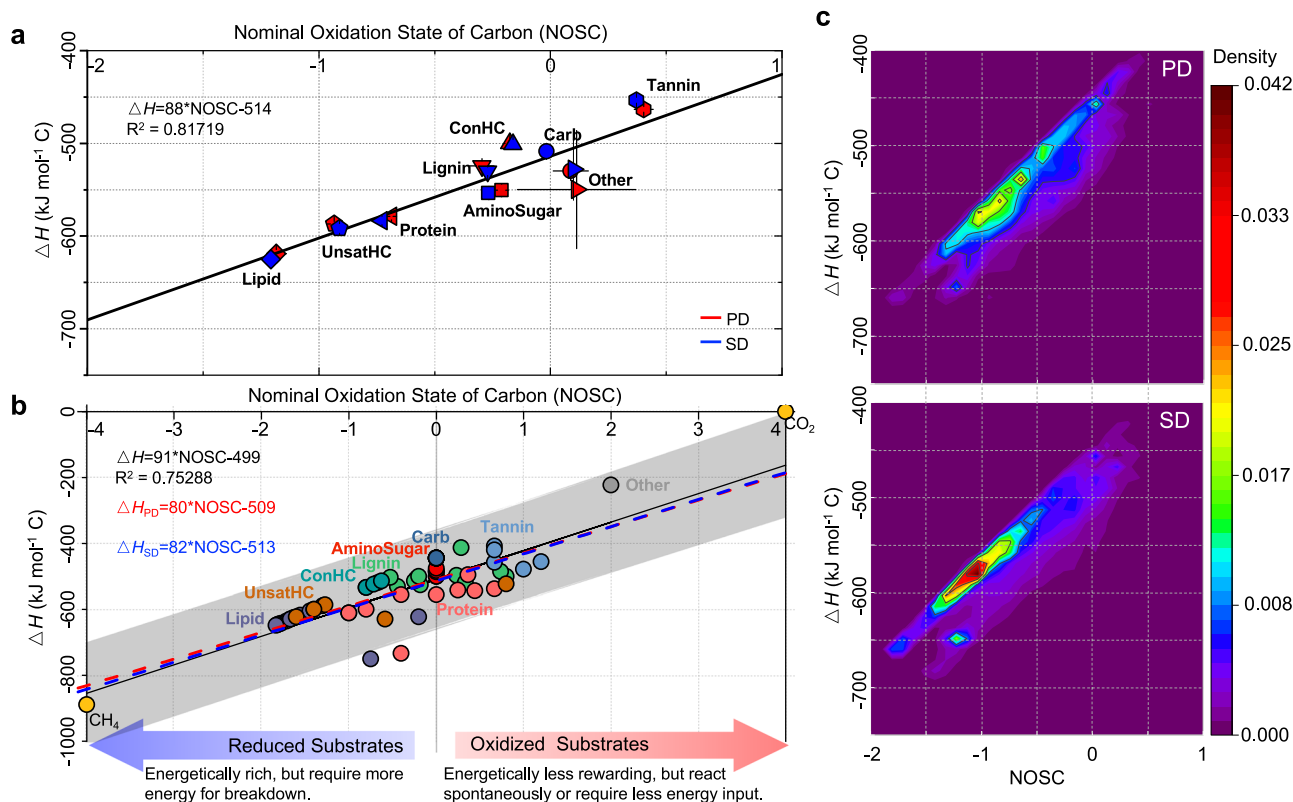 a
Nominal Oxidation State of Carbon (NOSC)
-400
-500
-600
-700
△H (kJ mol⁻¹ C)
-2
-1
0
1
△H=88*NOSC-514
R² = 0.81719
Tannin
ConHC
Carb
Lignin
Other
AminoSugar
Protein
UnsatHC
Lipid
PD
SD
b
Nominal Oxidation State of Carbon (NOSC)
0
-200
-400
-600
-800
-1000
△H (kJ mol⁻¹ C)
-4
-3
-2
-1
0
1
2
3
4
CO₂
△H=91*NOSC-499
R² = 0.75288
△H_PD=80*NOSC-509
△H_SD=82*NOSC-513
Other
Carb
Tannin
AminoSugar
Lignin
ConHC
UnsatHC
Lipid
Protein
CH₄
Reduced Substrates
Oxidized Substrates
Energetically rich, but require more
energy for breakdown.
Energetically less rewarding, but react
spontaneously or require less energy input.
c
PD
-400
-500
-600
-700
△H (kJ mol⁻¹ C)
SD
-400
-500
-600
-700
△H (kJ mol⁻¹ C)
-2
-1
0
1
NOSC
Density
0.042
0.033
0.025
0.017
0.008
0.000